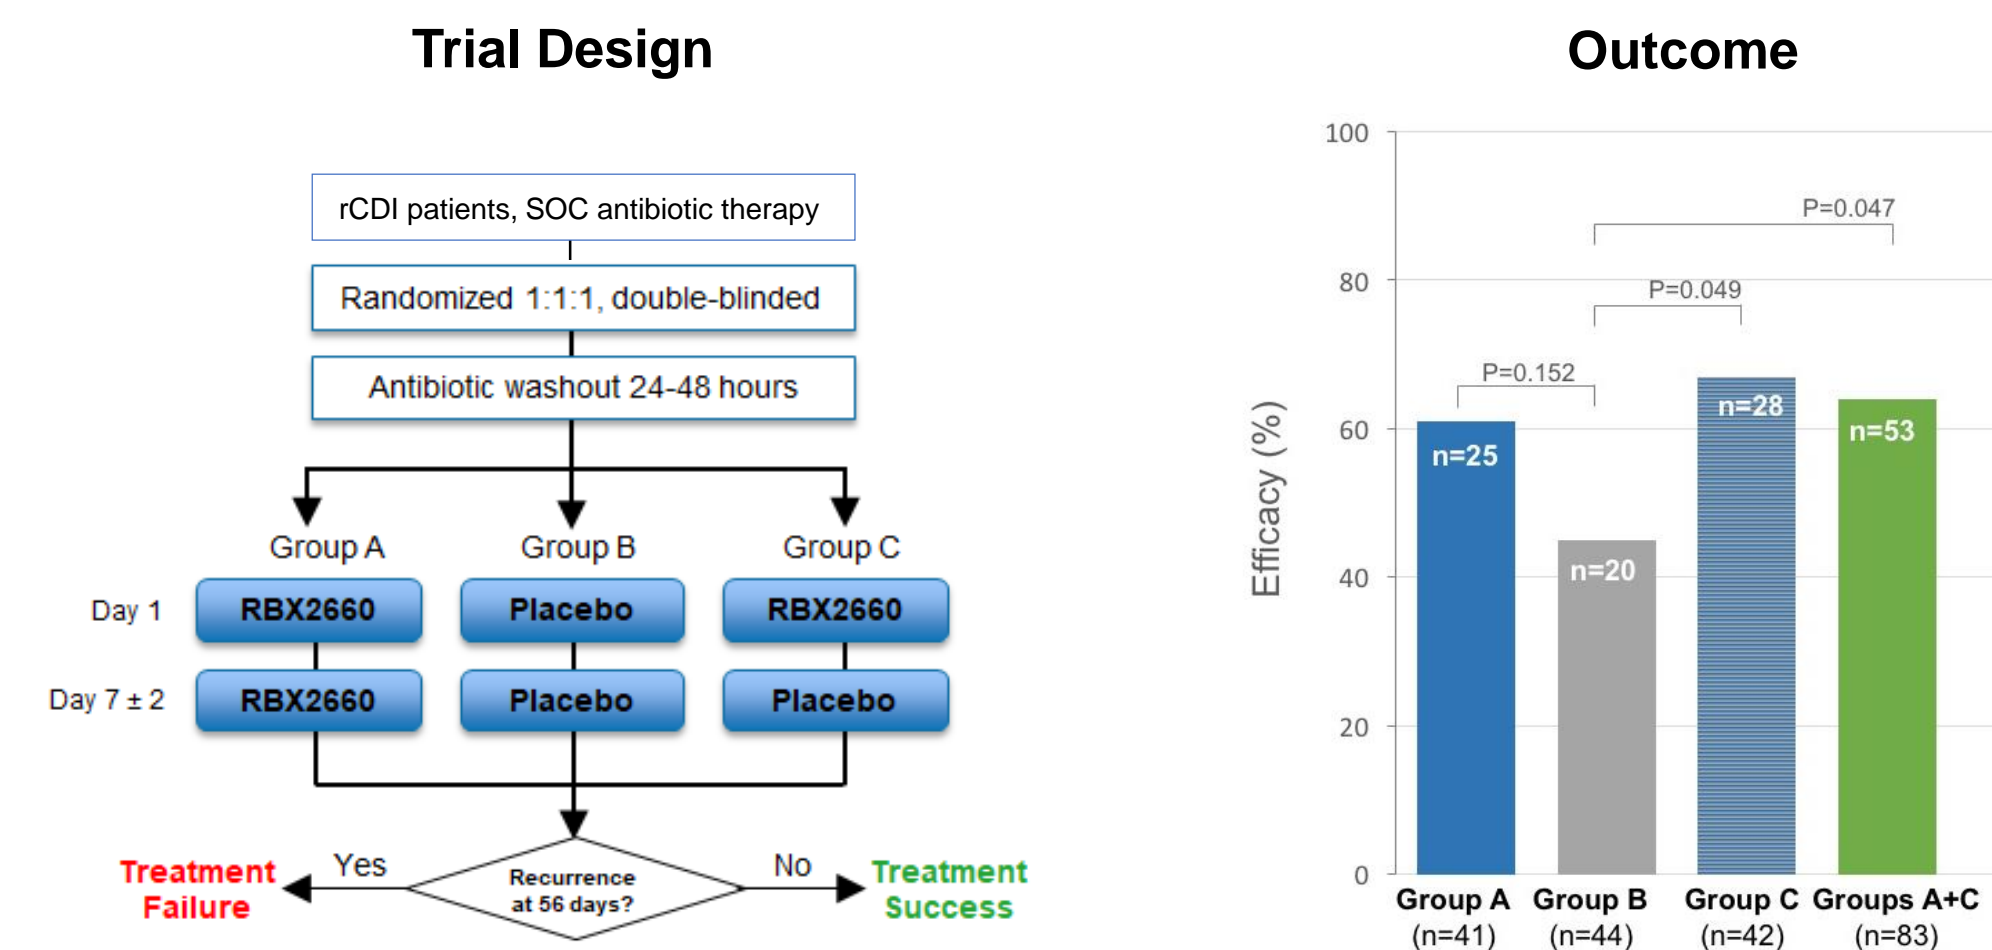 Trial Design
rCDI patients, SOC antibiotic therapy
Randomized 1:1:1, double-blinded
Antibiotic washout 24-48 hours
Group A
Group B
Group C
Day 1
RBX2660
Placebo
RBX2660
Day 7 ± 2
RBX2660
Placebo
Placebo
Treatment
Failure
Yes
Recurrence
at 56 days?
No
Treatment
Success
Outcome
Efficacy (%)
100
80
60
40
20
0
P=0.047
P=0.049
P=0.152
n=25
n=20
n=28
n=53
Group A
(n=41)
Group B
(n=44)
Group C
(n=42)
Groups A+C
(n=83)